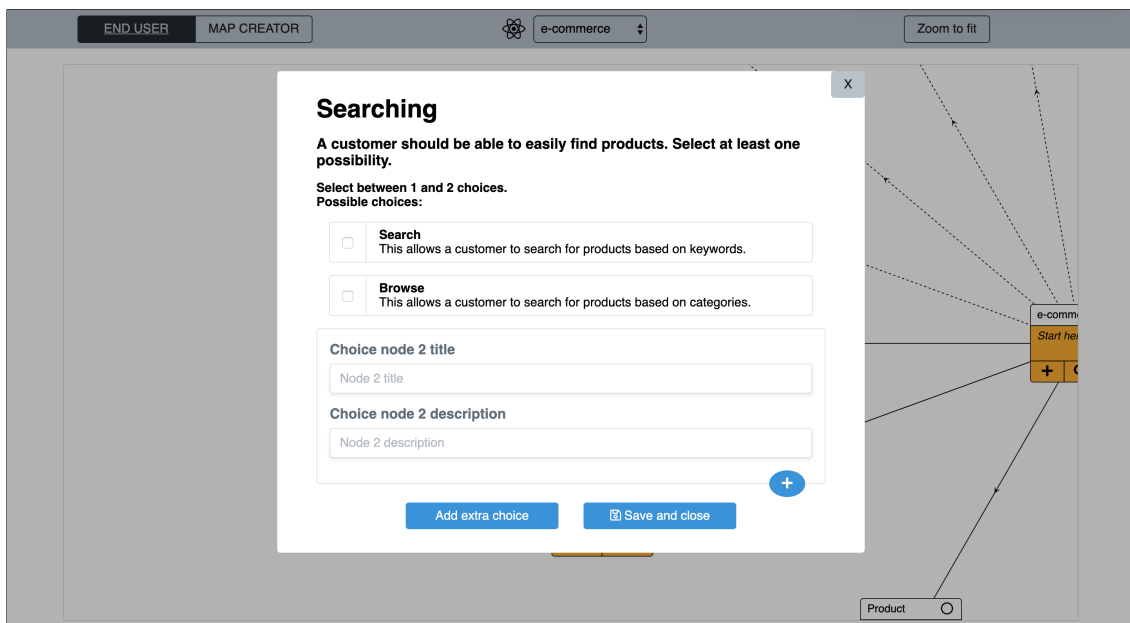 END USER
MAP CREATOR
e-commerce
Zoom to fit
X
Searching
A customer should be able to easily find products. Select at least one
possibility.
Select between 1 and 2 choices.
Possible choices:
Search
This allows a customer to search for products based on keywords.
Browse
This allows a customer to search for products based on categories.
Choice node 2 title
Node 2 title
Choice node 2 description
Node 2 description
+
Add extra choice
Save and close
e-comm
Start her
+
Product